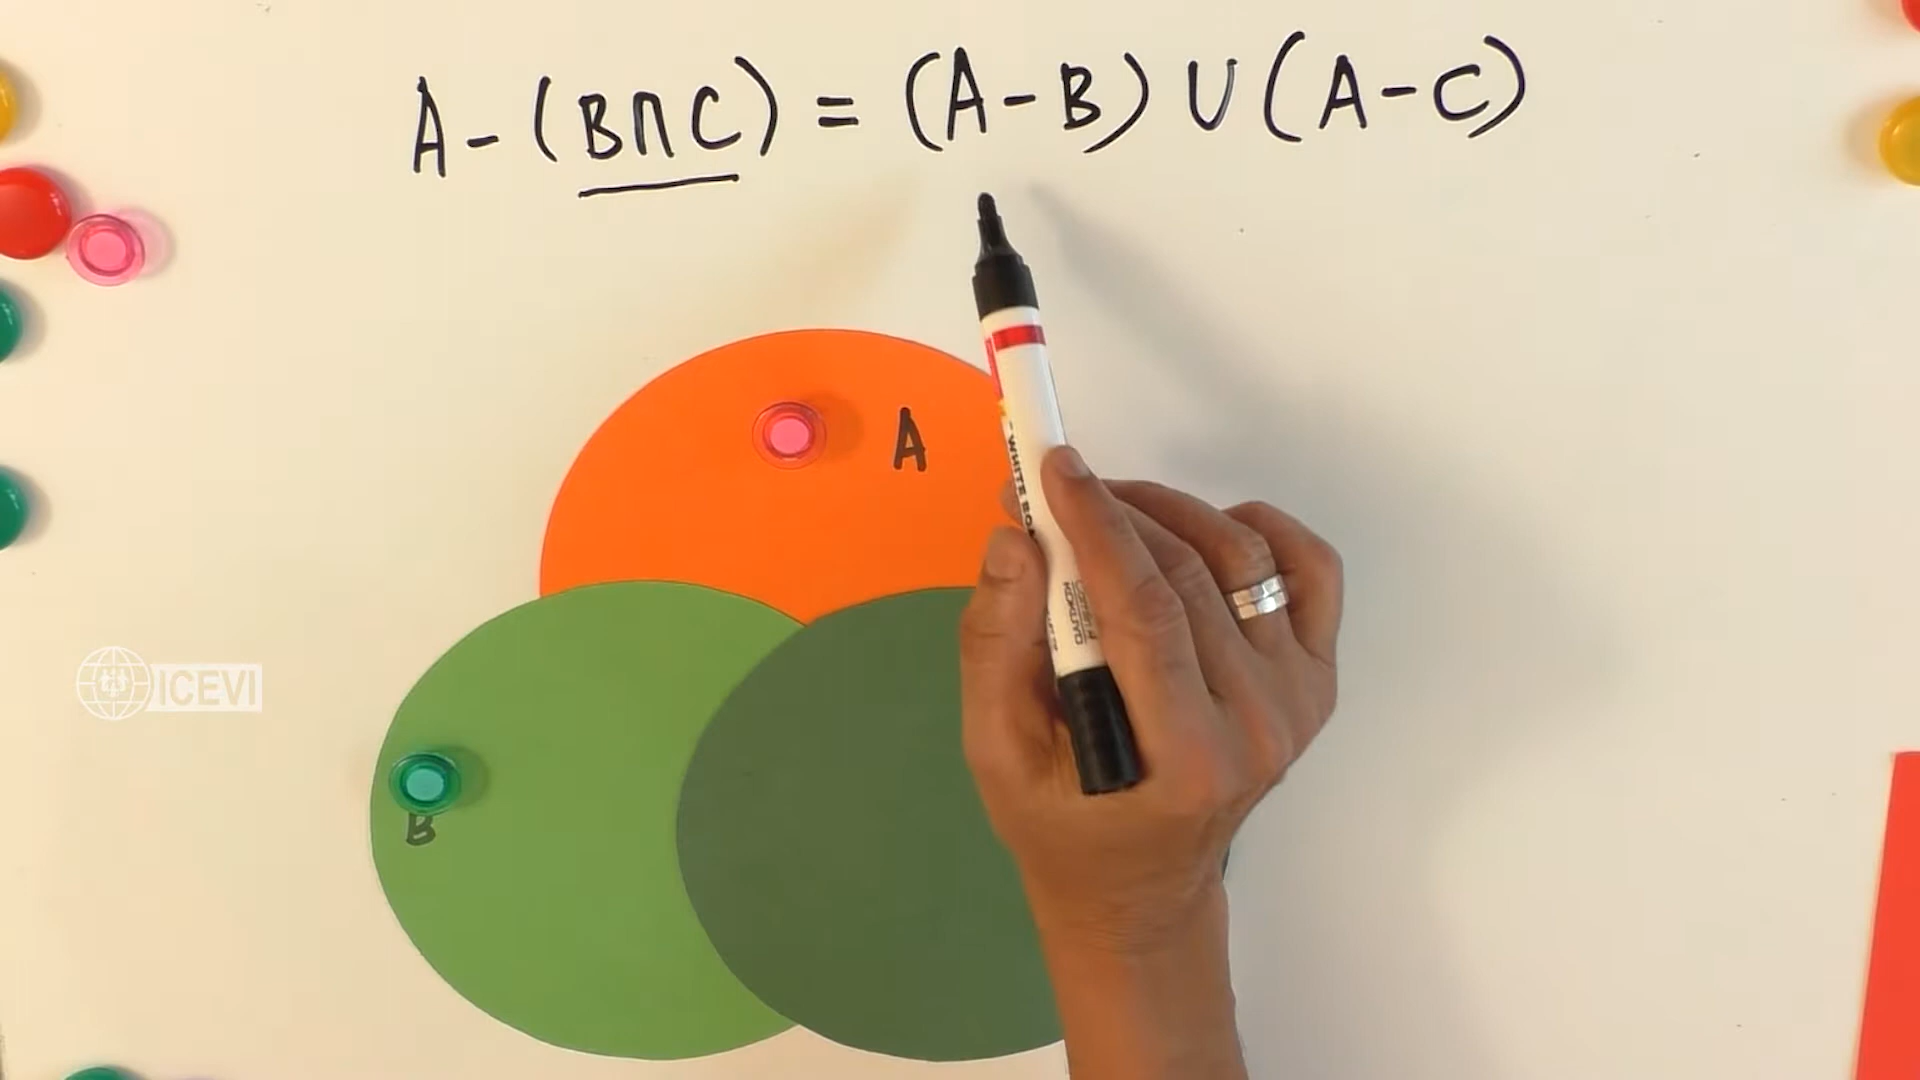 A - (B∩C) = (A - B) ∪ (A - C)
A
B
ICEVI